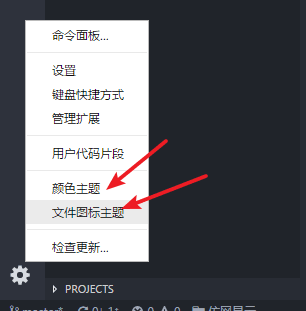 命令面板...
设置
键盘快捷方式
管理扩展
用户代码片段
颜色主题
文件图标主题
检查更新...
PROJECTS